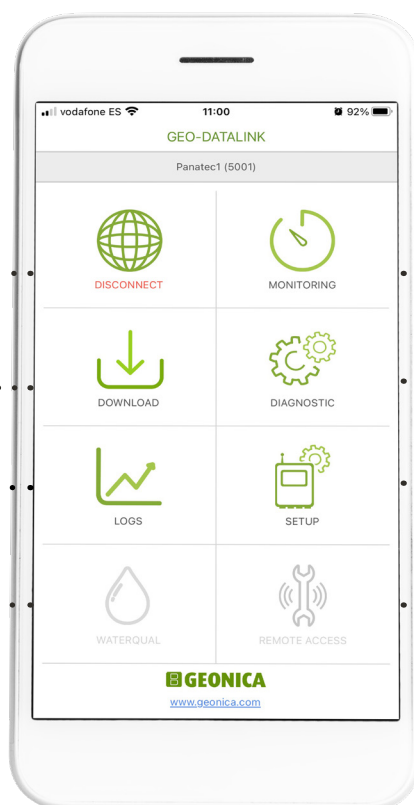 vodafone ES 11:00 92%
GEO-DATALINK
Panatec1 (5001)
DISCONNECT MONITORING
DOWNLOAD DIAGNOSTIC
LOGS SETUP
WATERQUAL REMOTE ACCESS
GEONICA
www.geonica.com